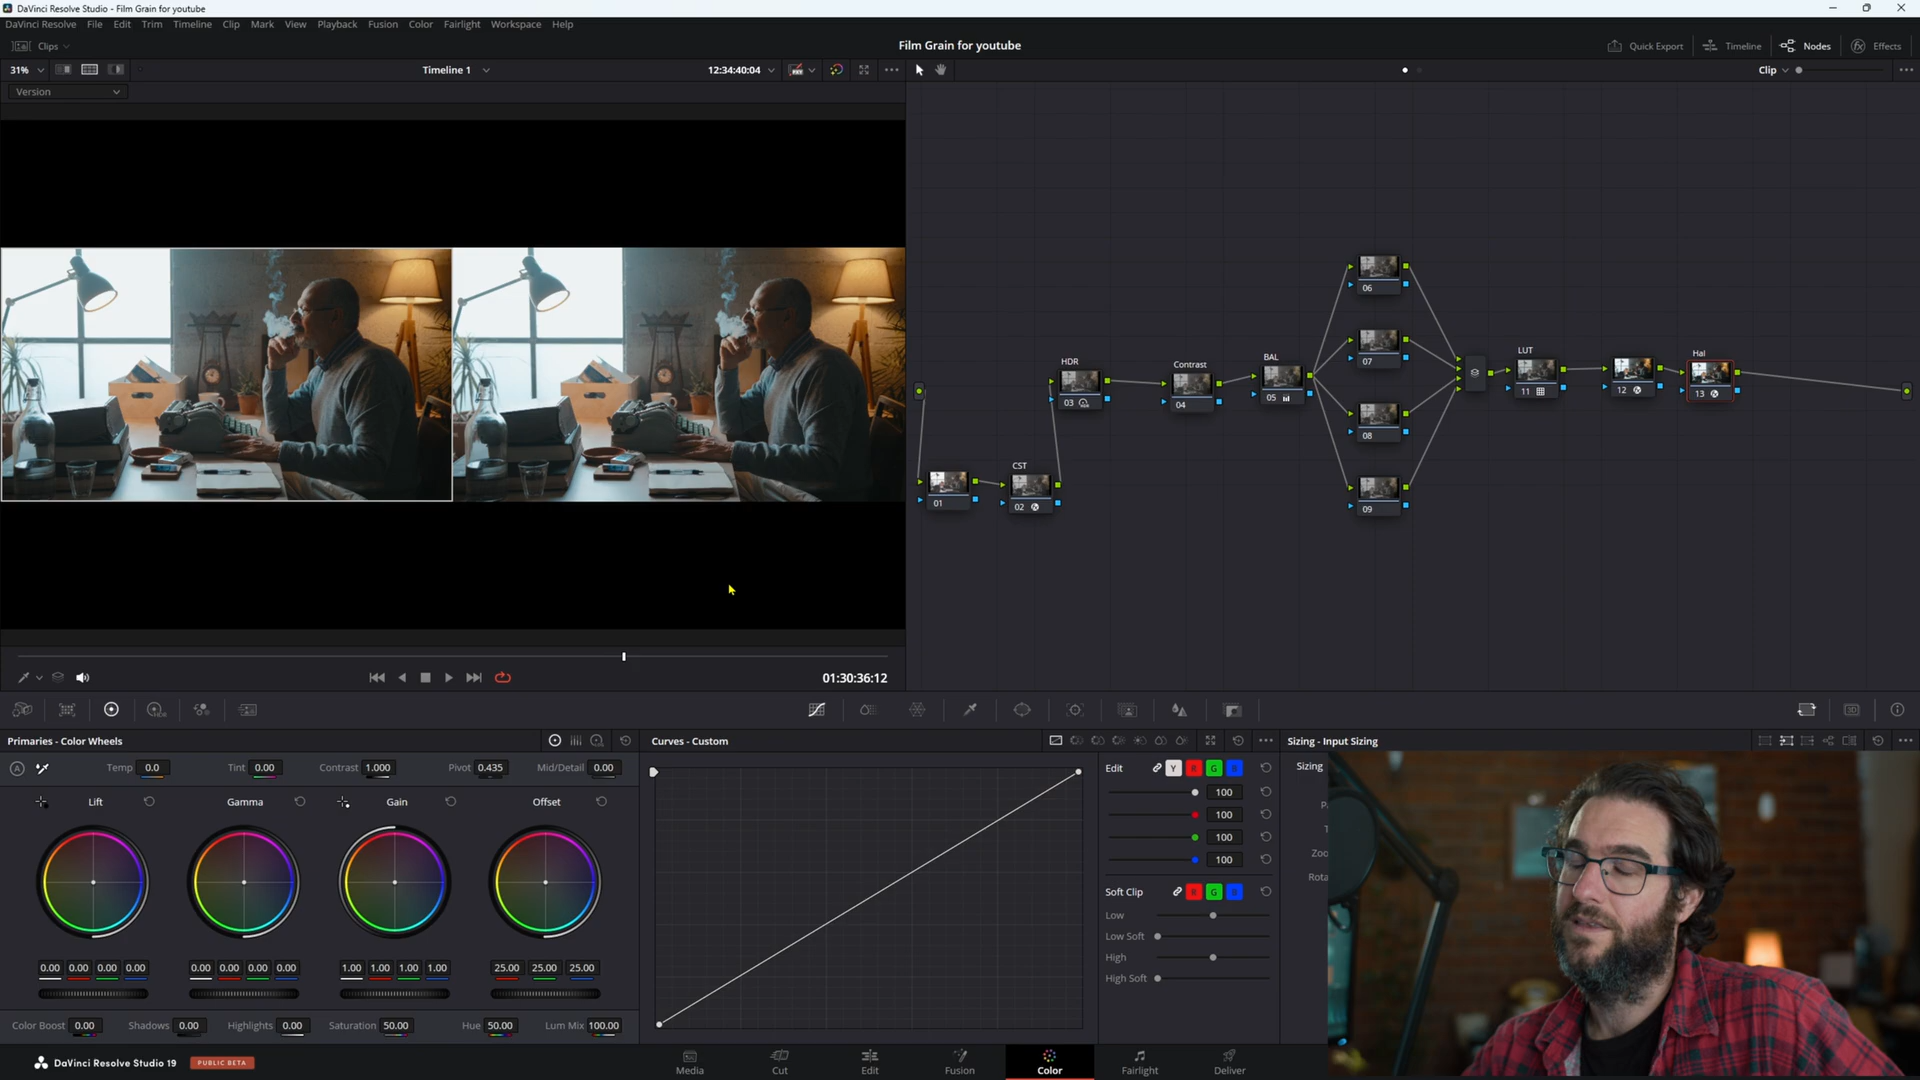 DaVinci Resolve Studio - Film Grain for youtube
DaVinci Resolve File Edit Trim Timeline Clip Mark View Playback Fusion Color Fairlight Workspace Help
Clips
Film Grain for youtube
Quick Export Timeline Nodes Effects
31%
Timeline 1
12:34:40:04
Clip
Version
06
LUT
07
Hal
BAL
HDR
Contrast
03
04
05
11
12
13
08
CST
09
01
02
01:30:36:12
Primaries - Color Wheels
Curves - Custom
Sizing - Input Sizing
Temp 0.0 Tint 0.00 Contrast 1.000 Pivot 0.435 Mid/Detail 0.00
Edit Y R G B
Sizing
Lift Gamma Gain Offset
100
100
100
100
Zoo
Rota
Soft Clip R G B
Low
Low Soft
High
High Soft
0.00 0.00 0.00 0.00 0.00 0.00 0.00 0.00 1.00 1.00 1.00 1.00 25.00 25.00 25.00
Color Boost 0.00 Shadows 0.00 Highlights 0.00 Saturation 50.00 Hue 50.00 Lum Mix 100.00
DaVinci Resolve Studio 19 PUBLIC BETA
Media Cut Edit Fusion Color Fairlight Deliver